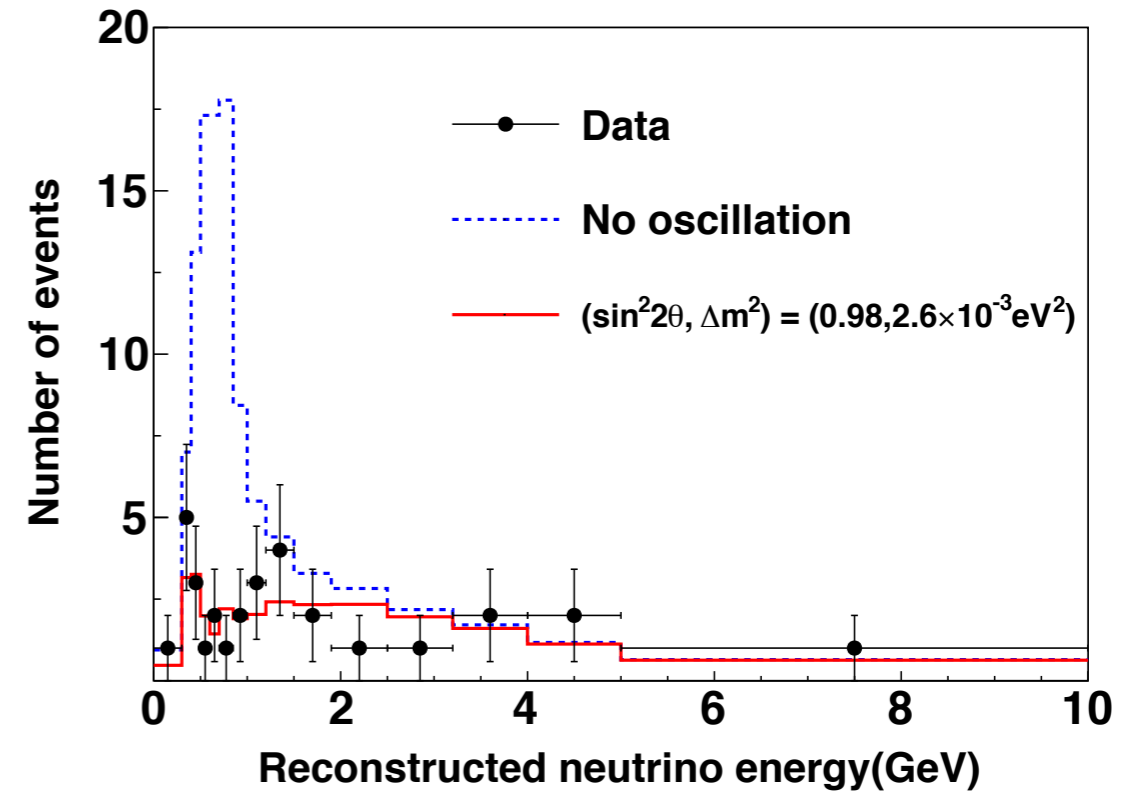 20
15
10
5
Number of events
Data
No oscillation
(sin²2θ, Δm²) = (0.98,2.6×10⁻³eV²)
0 2 4 6 8 10
Reconstructed neutrino energy(GeV)